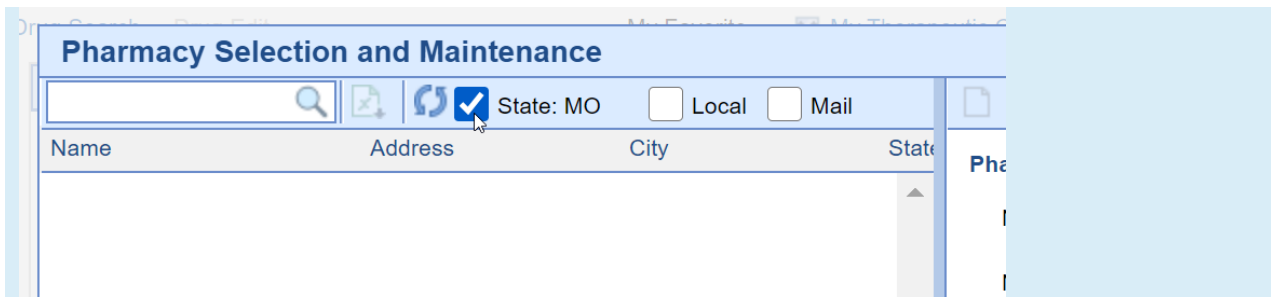 Pharmacy Selection and Maintenance
State: MO Local Mail
Name Address City State